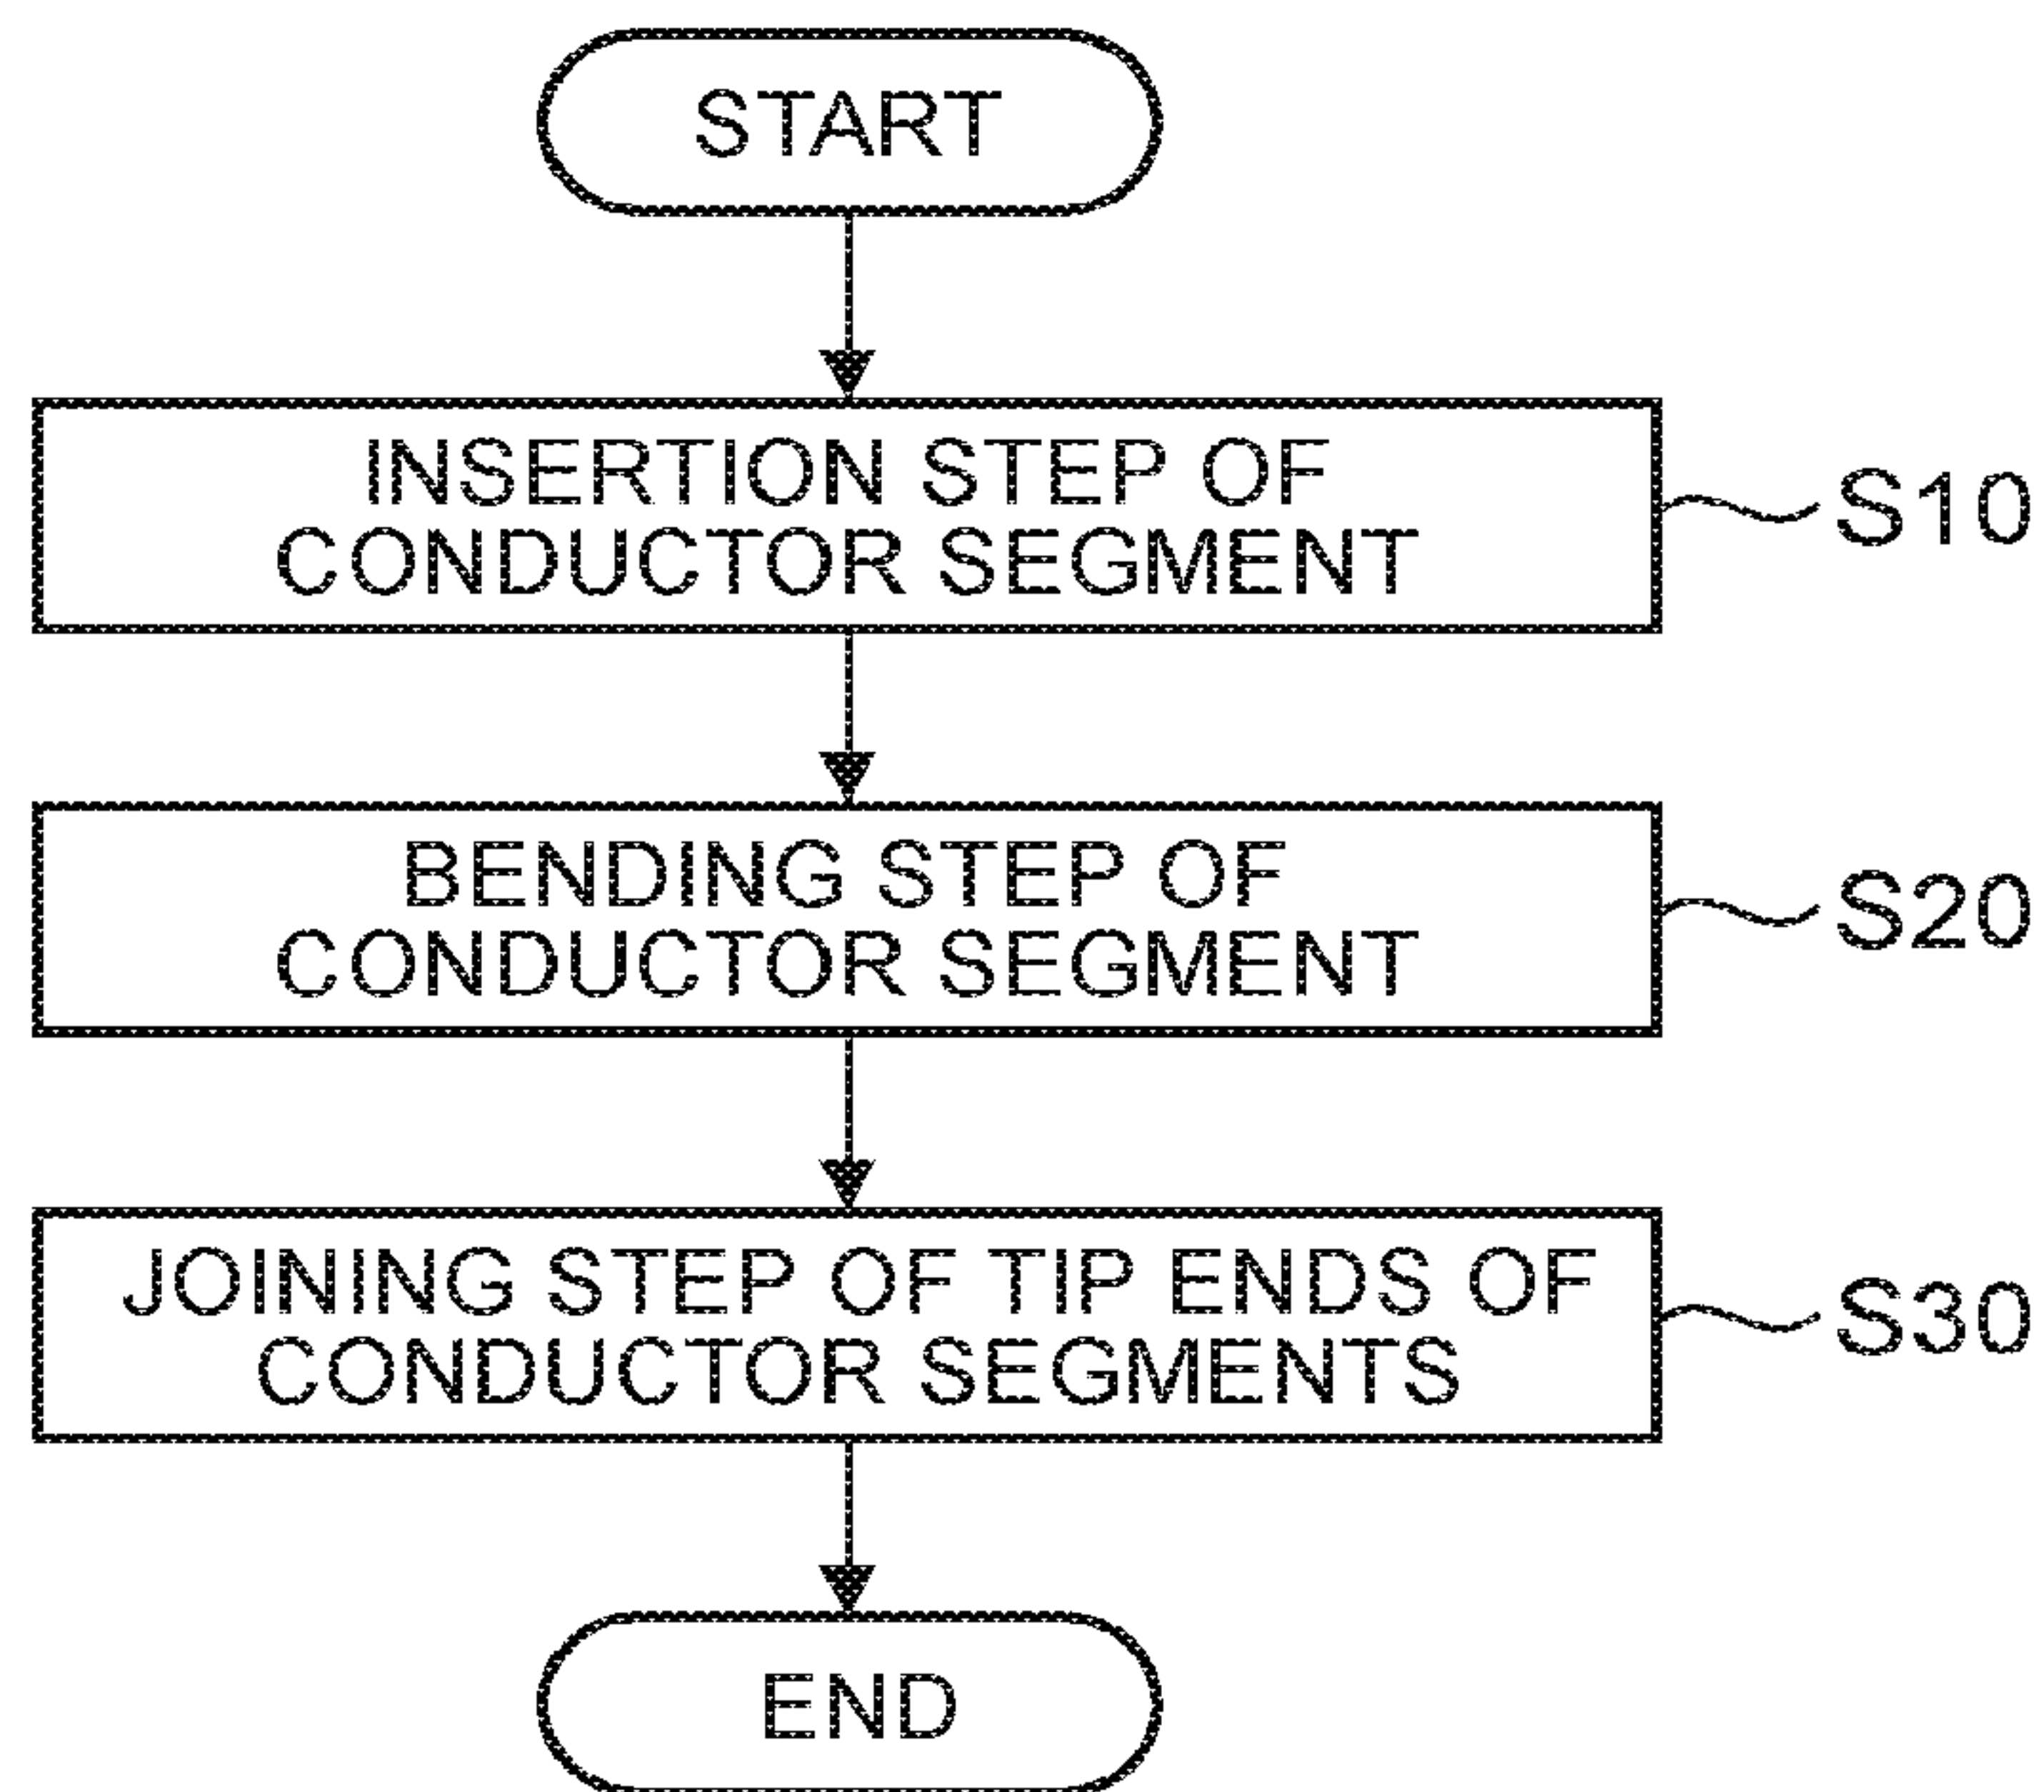 START
INSERTION STEP OF
CONDUCTOR SEGMENT
S10
BENDING STEP OF
CONDUCTOR SEGMENT
S20
JOINING STEP OF TIP ENDS OF
CONDUCTOR SEGMENTS
S30
END